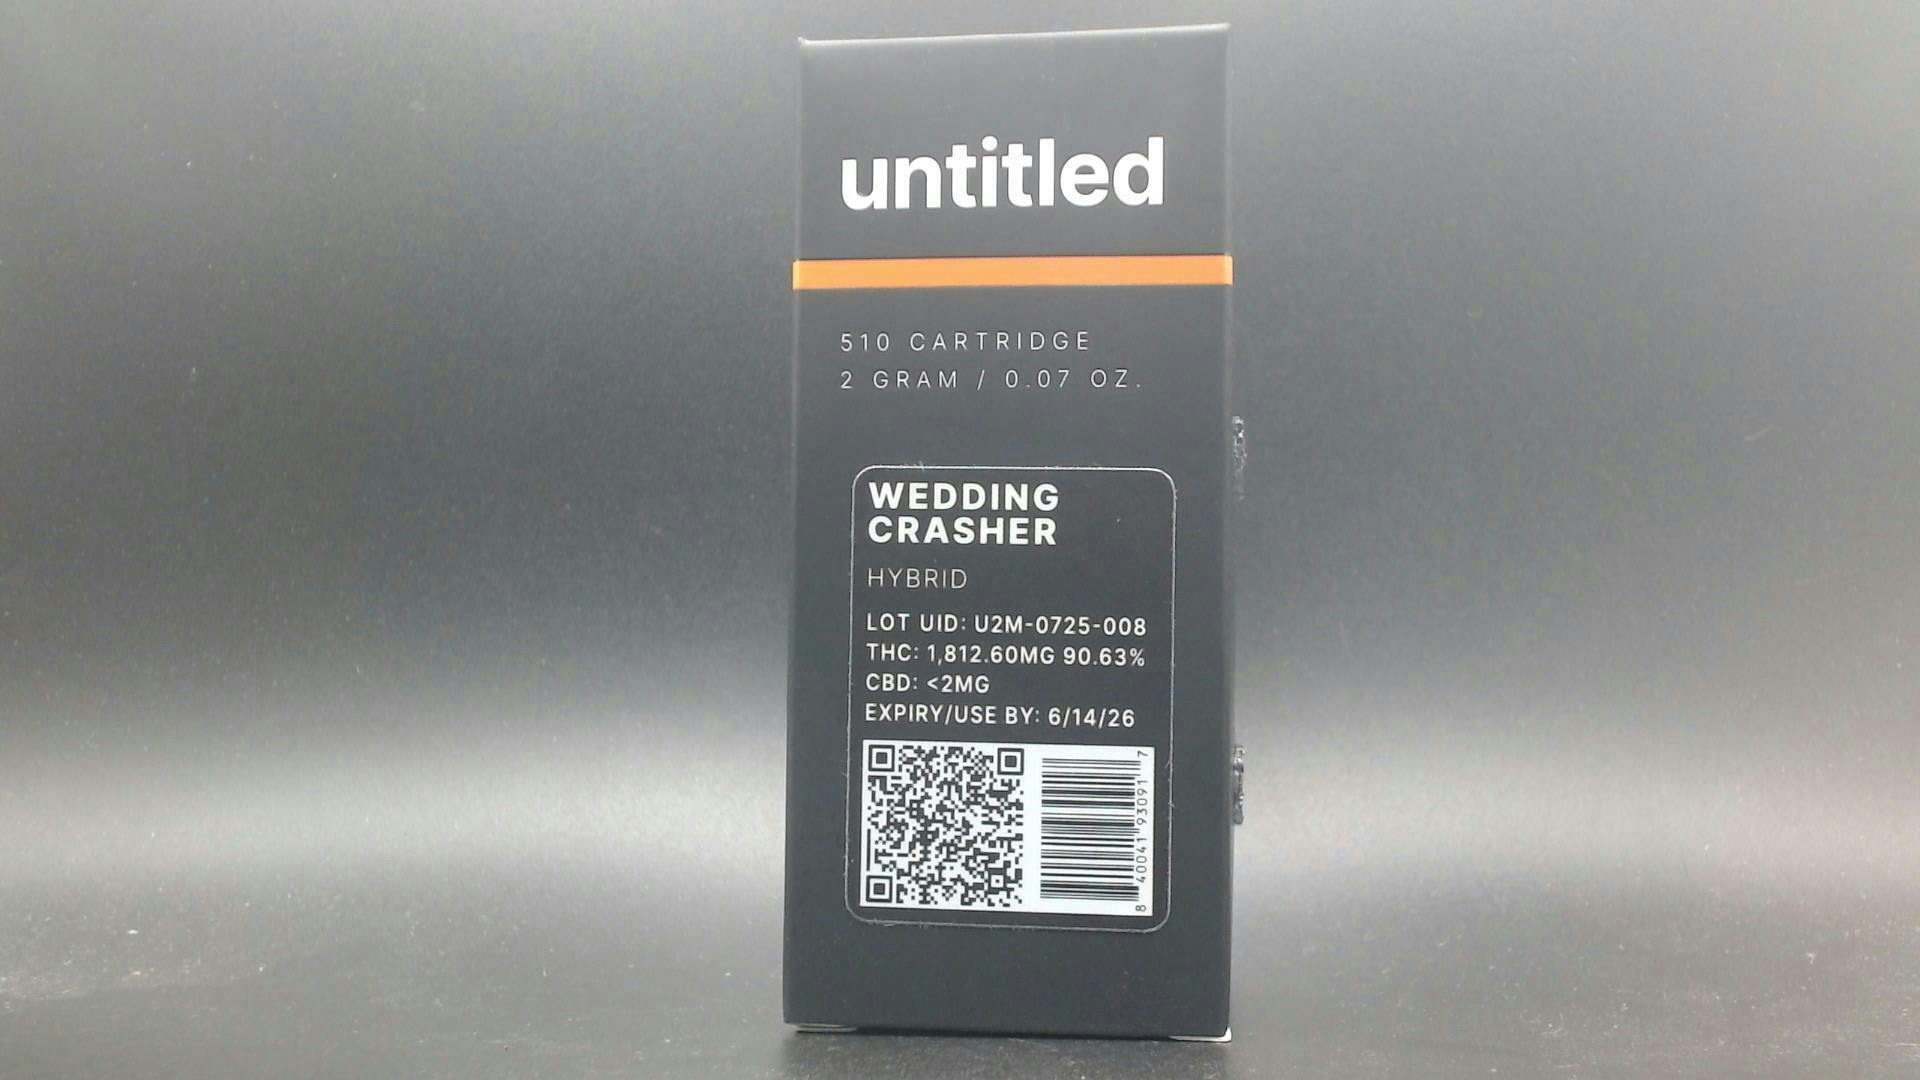 untitled
510 CARTRIDGE
2 GRAM / 0.07 OZ.
WEDDING
CRASHER
HYBRID
LOT UID: U2M-0725-008
THC: 1,812.60MG 90.63%
CBD: <2MG
EXPIRY/USE BY: 6/14/26
8 40041 93091 7